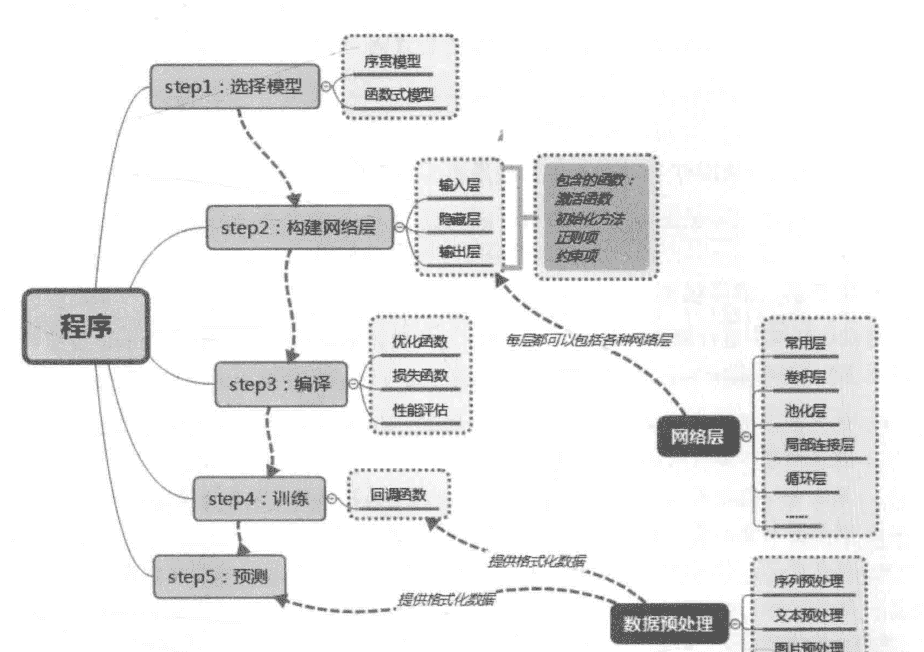 序贯模型
step1：选择模型
函数式模型
输入层
包含的函数：
激活函数
隐藏层
初始化方法
step2：构建网络层
正则项
输出层
约束项
程序
每层都可以包括各种网络层
优化函数
常用层
step3：编译
损失函数
卷积层
性能评估
池化层
网络层
局部连接层
循环层
step4：训练
回调函数
......
提供格式化数据
step5：预测
提供格式化数据
序列预处理
数据预处理
文本预处理
图片预处理